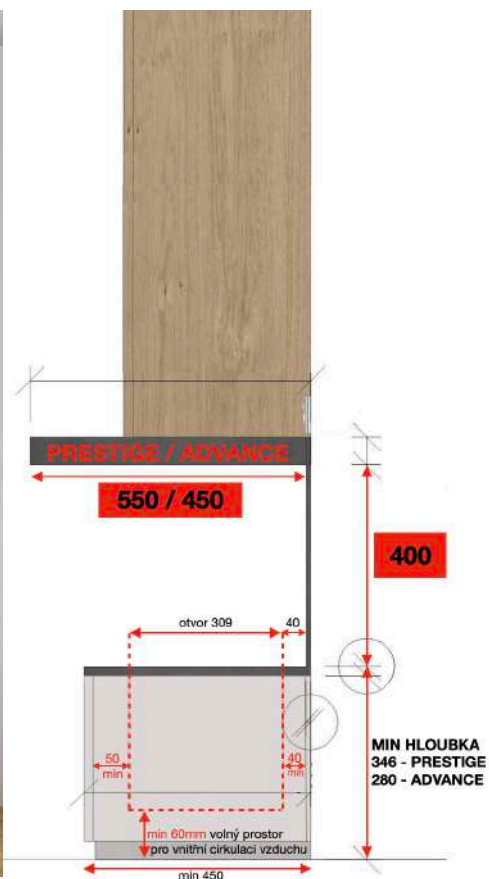 PRESTIGE / ADVANCE
550 / 450
400
otvor 309
40
50
min
40
min
MIN HLOUBKA
346 - PRESTIGE
280 - ADVANCE
min 60mm volný prostor
pro vnitřní cirkulaci vzduchu
min 450